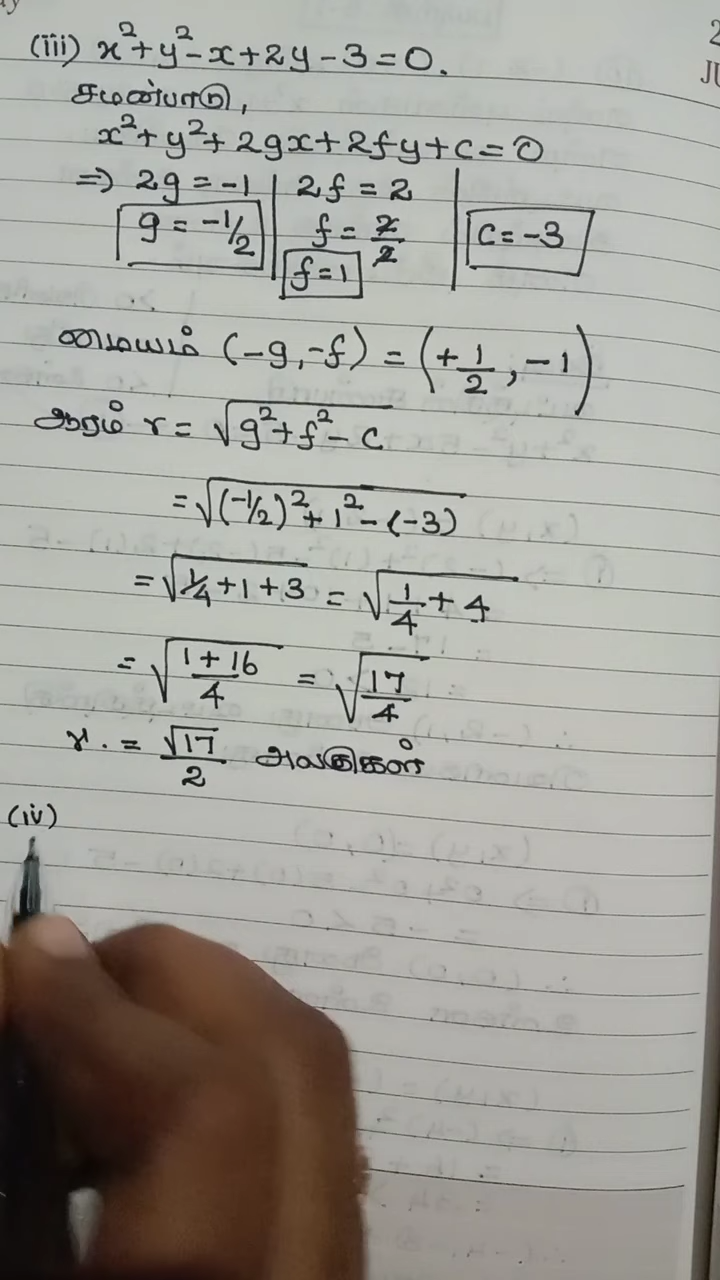 (iii) x²+y²-x+2y-3=0.
சமன்பாடு,
x²+y²+2gx+2fy+c=0
=> 2g = -1 | 2f = 2
g = -1/2 | f = 2/2 | c = -3
f = 1
மையம் (-g,-f) = (+1/2, -1)
ஆரம் r = √(g²+f²-c)
= √((-1/2)²+1²-(-3))
= √(1/4+1+3) = √(1/4+4)
= √((1+16)/4) = √(17/4)
r. = √17/2 அலகுகள்
(iv)